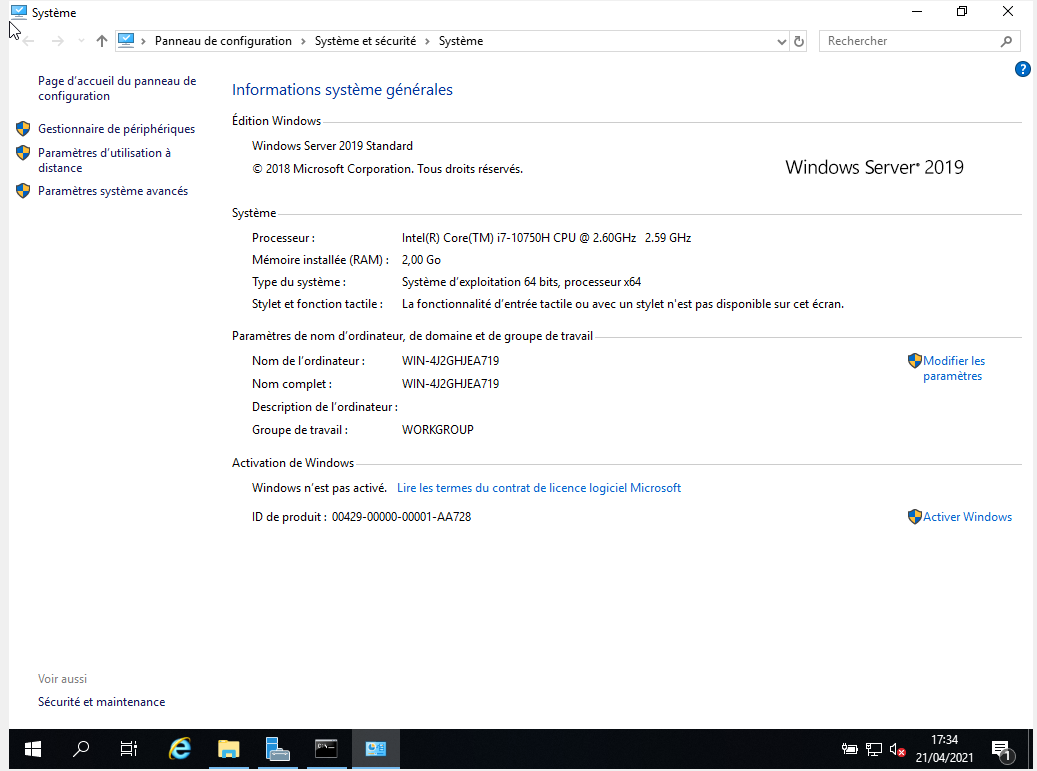 Système
Panneau de configuration > Système et sécurité > Système
Rechercher
Page d'accueil du panneau de
configuration
Gestionnaire de périphériques
Paramètres d'utilisation à
distance
Paramètres système avancés
Informations système générales
Édition Windows
Windows Server 2019 Standard
© 2018 Microsoft Corporation. Tous droits réservés.
Windows Server® 2019
Système
Processeur : Intel(R) Core(TM) i7-10750H CPU @ 2.60GHz 2.59 GHz
Mémoire installée (RAM) : 2,00 Go
Type du système : Système d'exploitation 64 bits, processeur x64
Stylet et fonction tactile : La fonctionnalité d'entrée tactile ou avec un stylet n'est pas disponible sur cet écran.
Paramètres de nom d'ordinateur, de domaine et de groupe de travail
Nom de l'ordinateur : WIN-4J2GHJEA719
Nom complet : WIN-4J2GHJEA719
Description de l'ordinateur :
Groupe de travail : WORKGROUP
Modifier les
paramètres
Activation de Windows
Windows n'est pas activé. Lire les termes du contrat de licence logiciel Microsoft
ID de produit : 00429-00000-00001-AA728
Activer Windows
Voir aussi
Sécurité et maintenance
17:34
21/04/2021
1